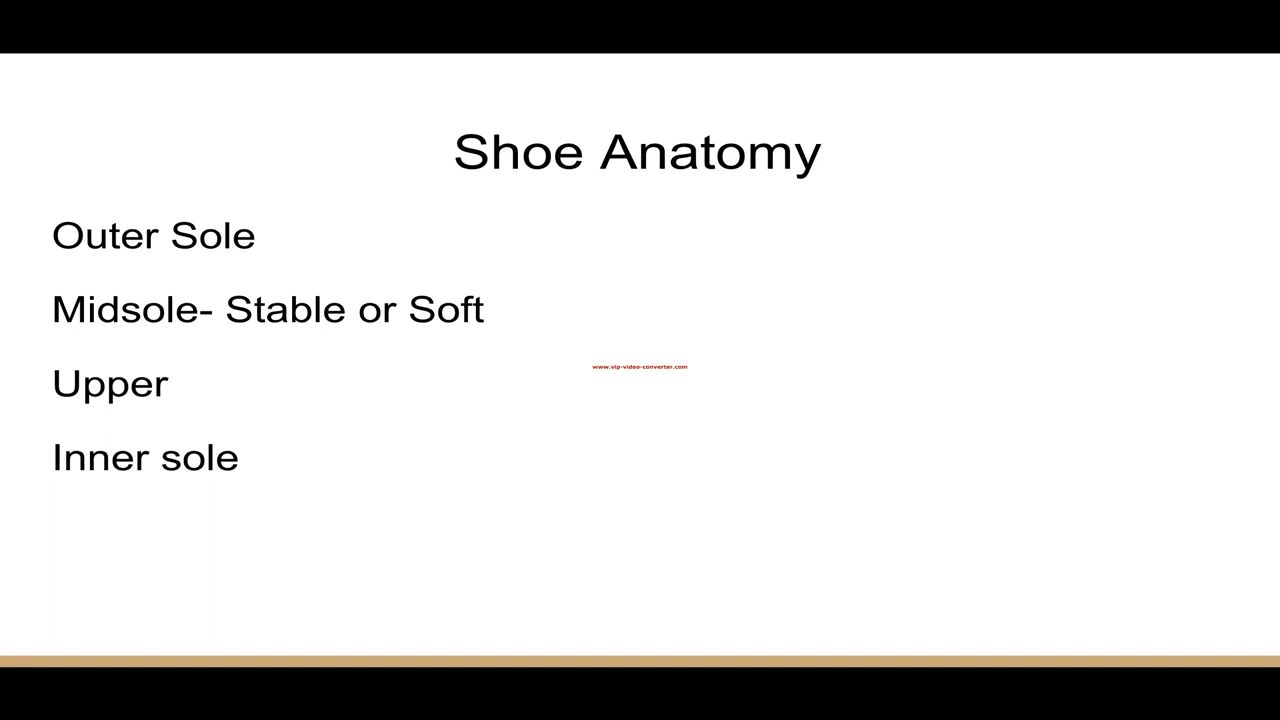 Shoe Anatomy
Outer Sole
Midsole- Stable or Soft
www.vip-video-converter.com
Upper
Inner sole